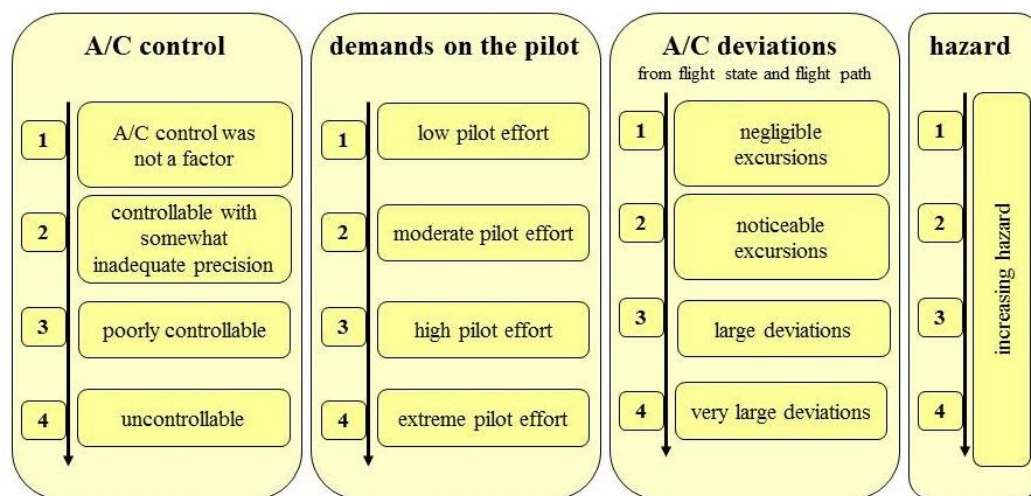 A/C control
1
A/C control was
not a factor
2
controllable with
somewhat
inadequate precision
3
poorly controllable
4
uncontrollable
demands on the pilot
1
low pilot effort
2
moderate pilot effort
3
high pilot effort
4
extreme pilot effort
A/C deviations
from flight state and flight path
1
negligible
excursions
2
noticeable
excursions
3
large deviations
4
very large deviations
hazard
1
2
3
4
increasing hazard